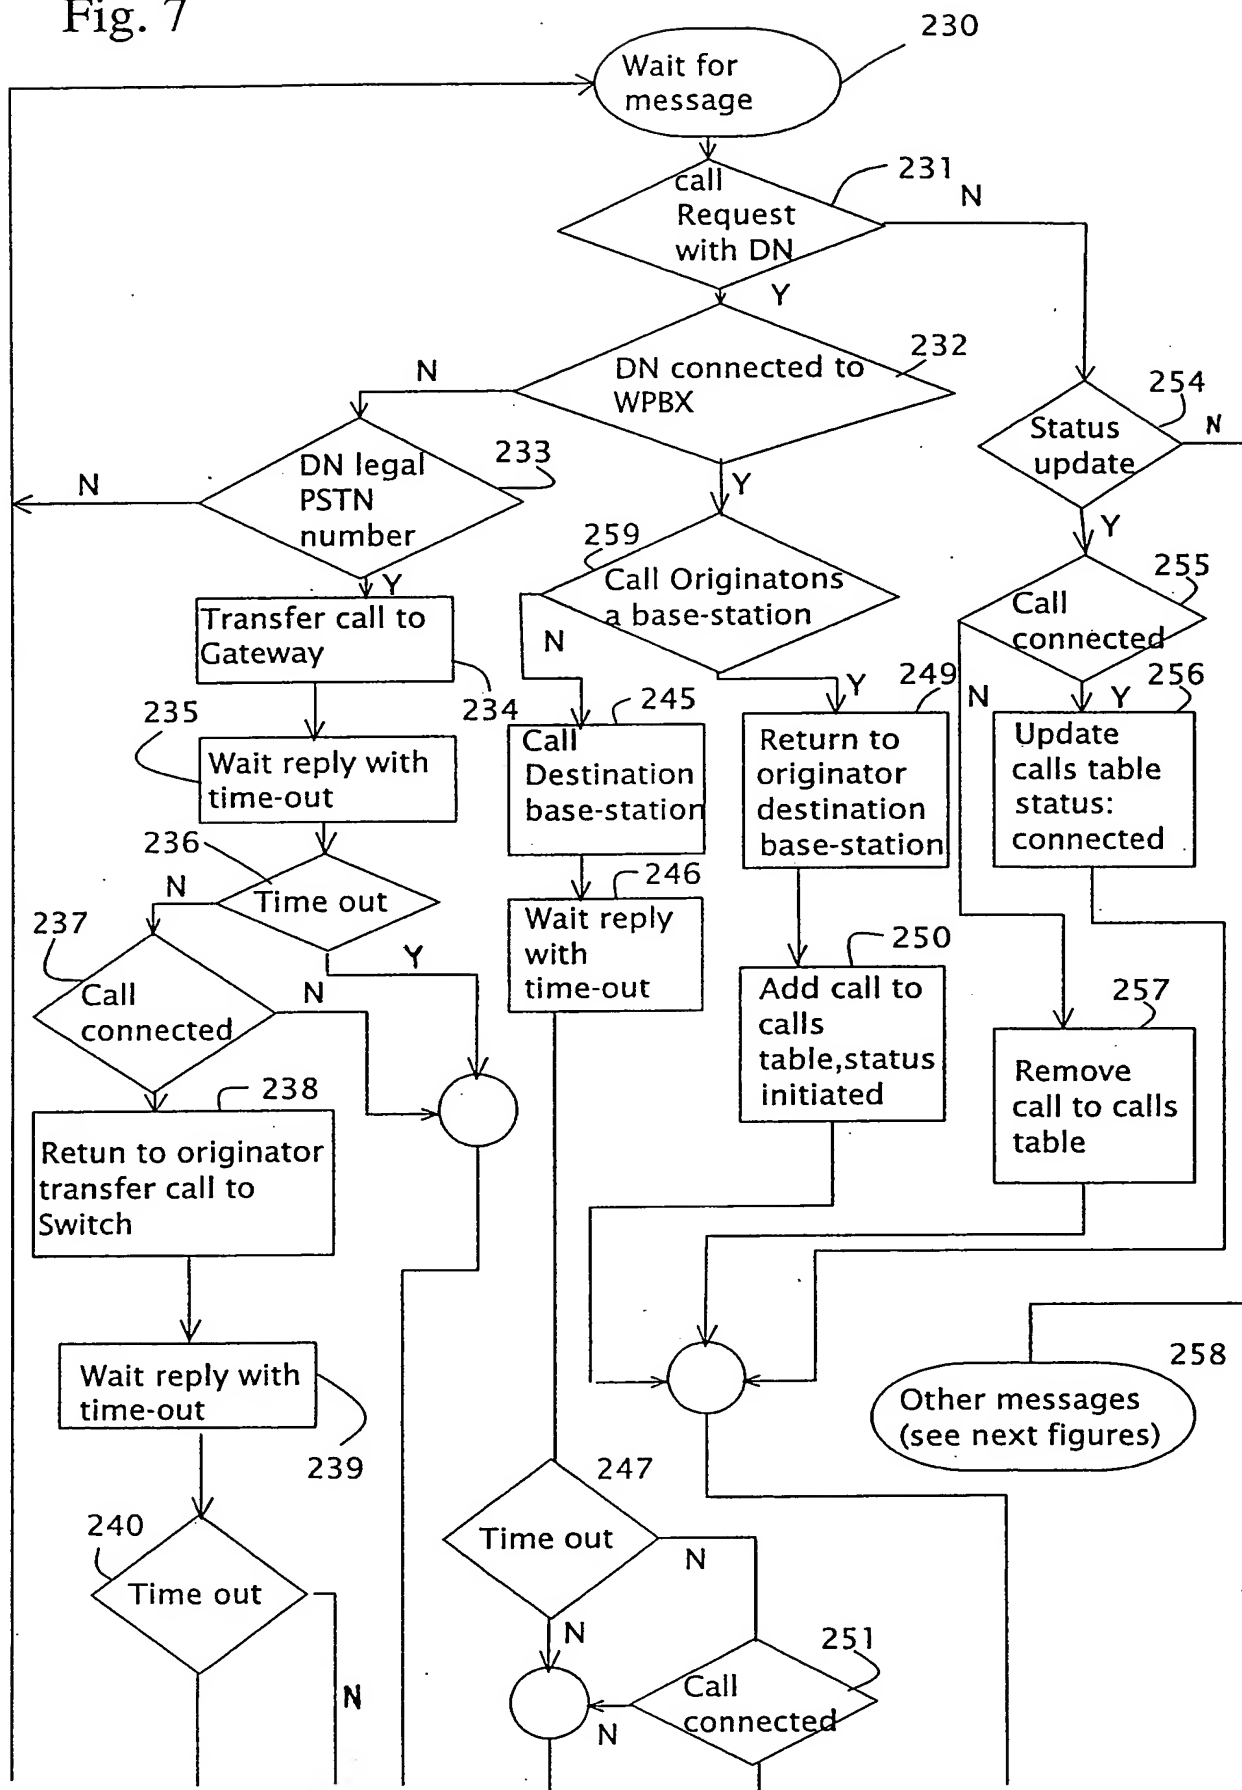 Fig. 7
230
Wait for
message
231
N
call
Request
with DN
Y
232
N
DN connected to
WPBX
254
Status
update
N
233
DN legal
PSTN
number
N
Y
Y
259
Call Originatons
a base-station
255
Call
connected
Y
Transfer call to
Gateway
234
N
Y
249
N
Y
256
235
Wait reply with
time-out
245
Call
Destination
base-station
Return to
originator
destination
base-station
Update
calls table
status:
connected
236
Time out
N
Y
246
Wait reply
with
time-out
237
Call
connected
N
250
Add call to
calls
table,status
initiated
257
Remove
call to calls
table
238
Retun to originator
transfer call to
Switch
Wait reply with
time-out
239
258
Other messages
(see next figures)
247
Time out
N
N
240
Time out
N
251
Call
connected
N